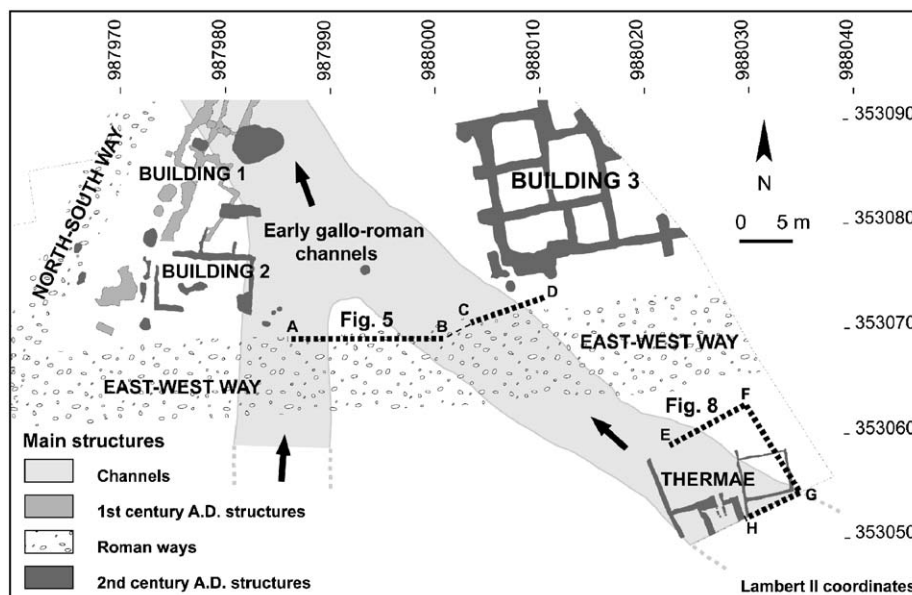 987970
987980
987990
988000
988010
988020
988030
988040
353090
353080
353070
353060
353050
NORTH-SOUTH WAY
BUILDING 1
BUILDING 2
BUILDING 3
N
0 5 m
Early gallo-roman
channels
A
Fig. 5
B
C
D
EAST-WEST WAY
EAST-WEST WAY
Fig. 8
E
F
G
H
THERMAE
Main structures
Channels
1st century A.D. structures
Roman ways
2nd century A.D. structures
Lambert II coordinates